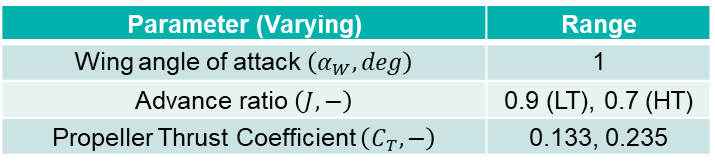 Parameter (Varying) Range
Wing angle of attack (α_W, deg) 1
Advance ratio (J, −) 0.9 (LT), 0.7 (HT)
Propeller Thrust Coefficient (C_T, −) 0.133, 0.235